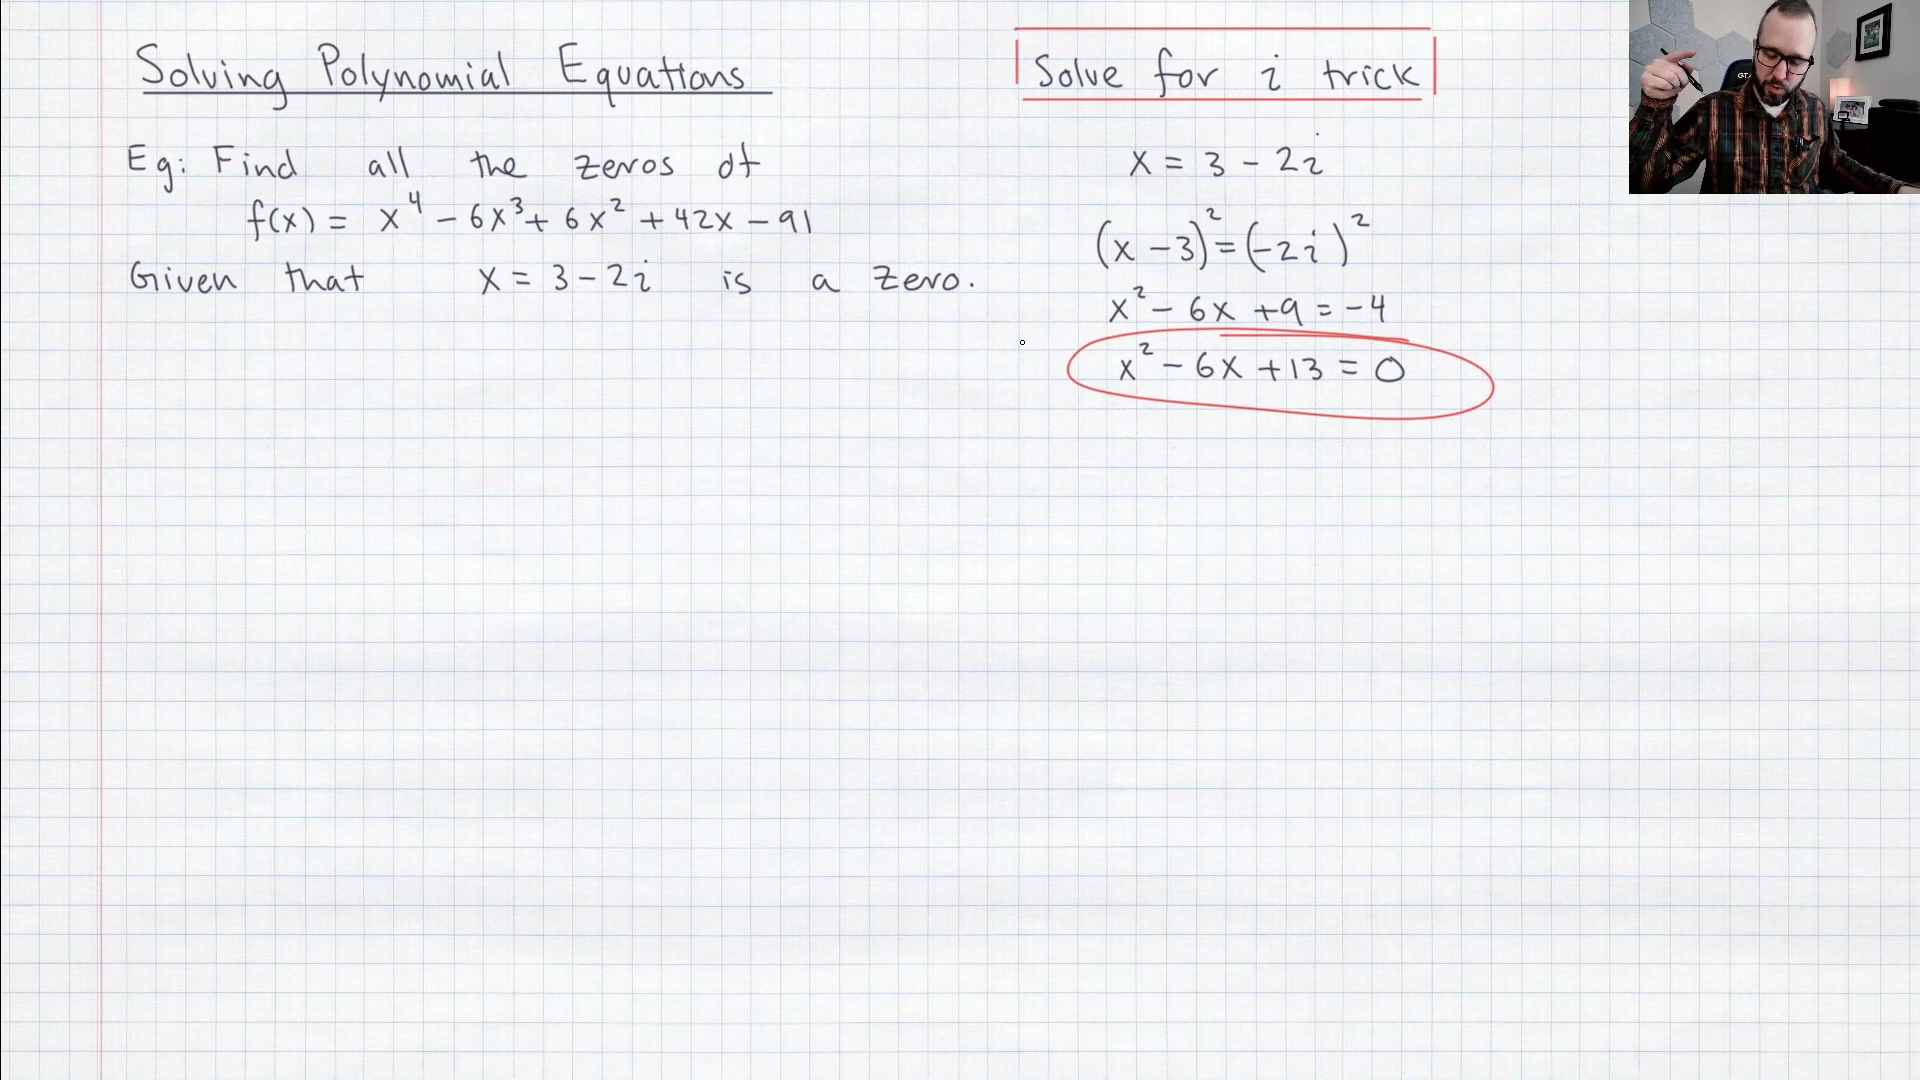 Solving Polynomial Equations
Eg: Find all the zeros of
f(x) = x⁴ - 6x³ + 6x² + 42x - 91
Given that x = 3 - 2i is a zero.
Solve for i trick
x = 3 - 2i
(x - 3)² = (-2i)²
x² - 6x + 9 = -4
x² - 6x + 13 = 0
GT